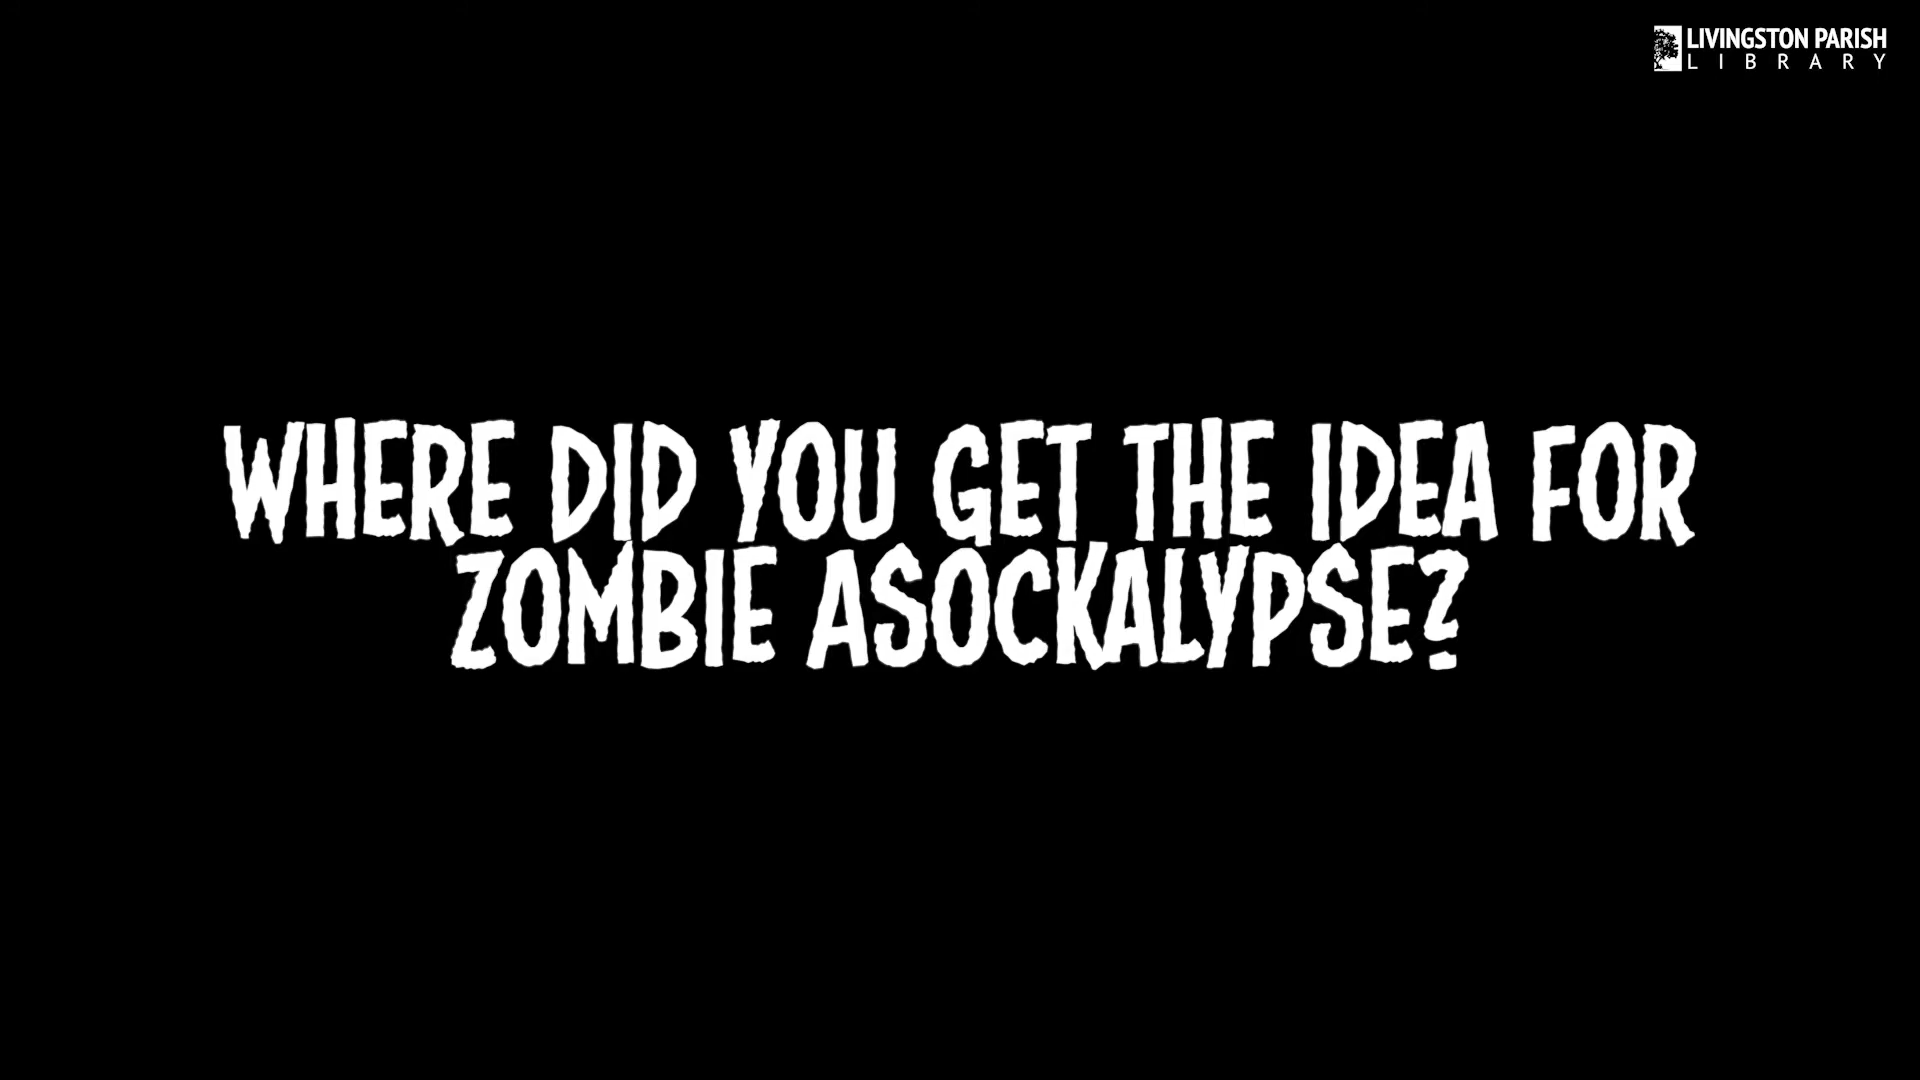 LIVINGSTON PARISH
LIBRARY
WHERE DID YOU GET THE IDEA FOR
ZOMBIE ASOCKALYPSE?